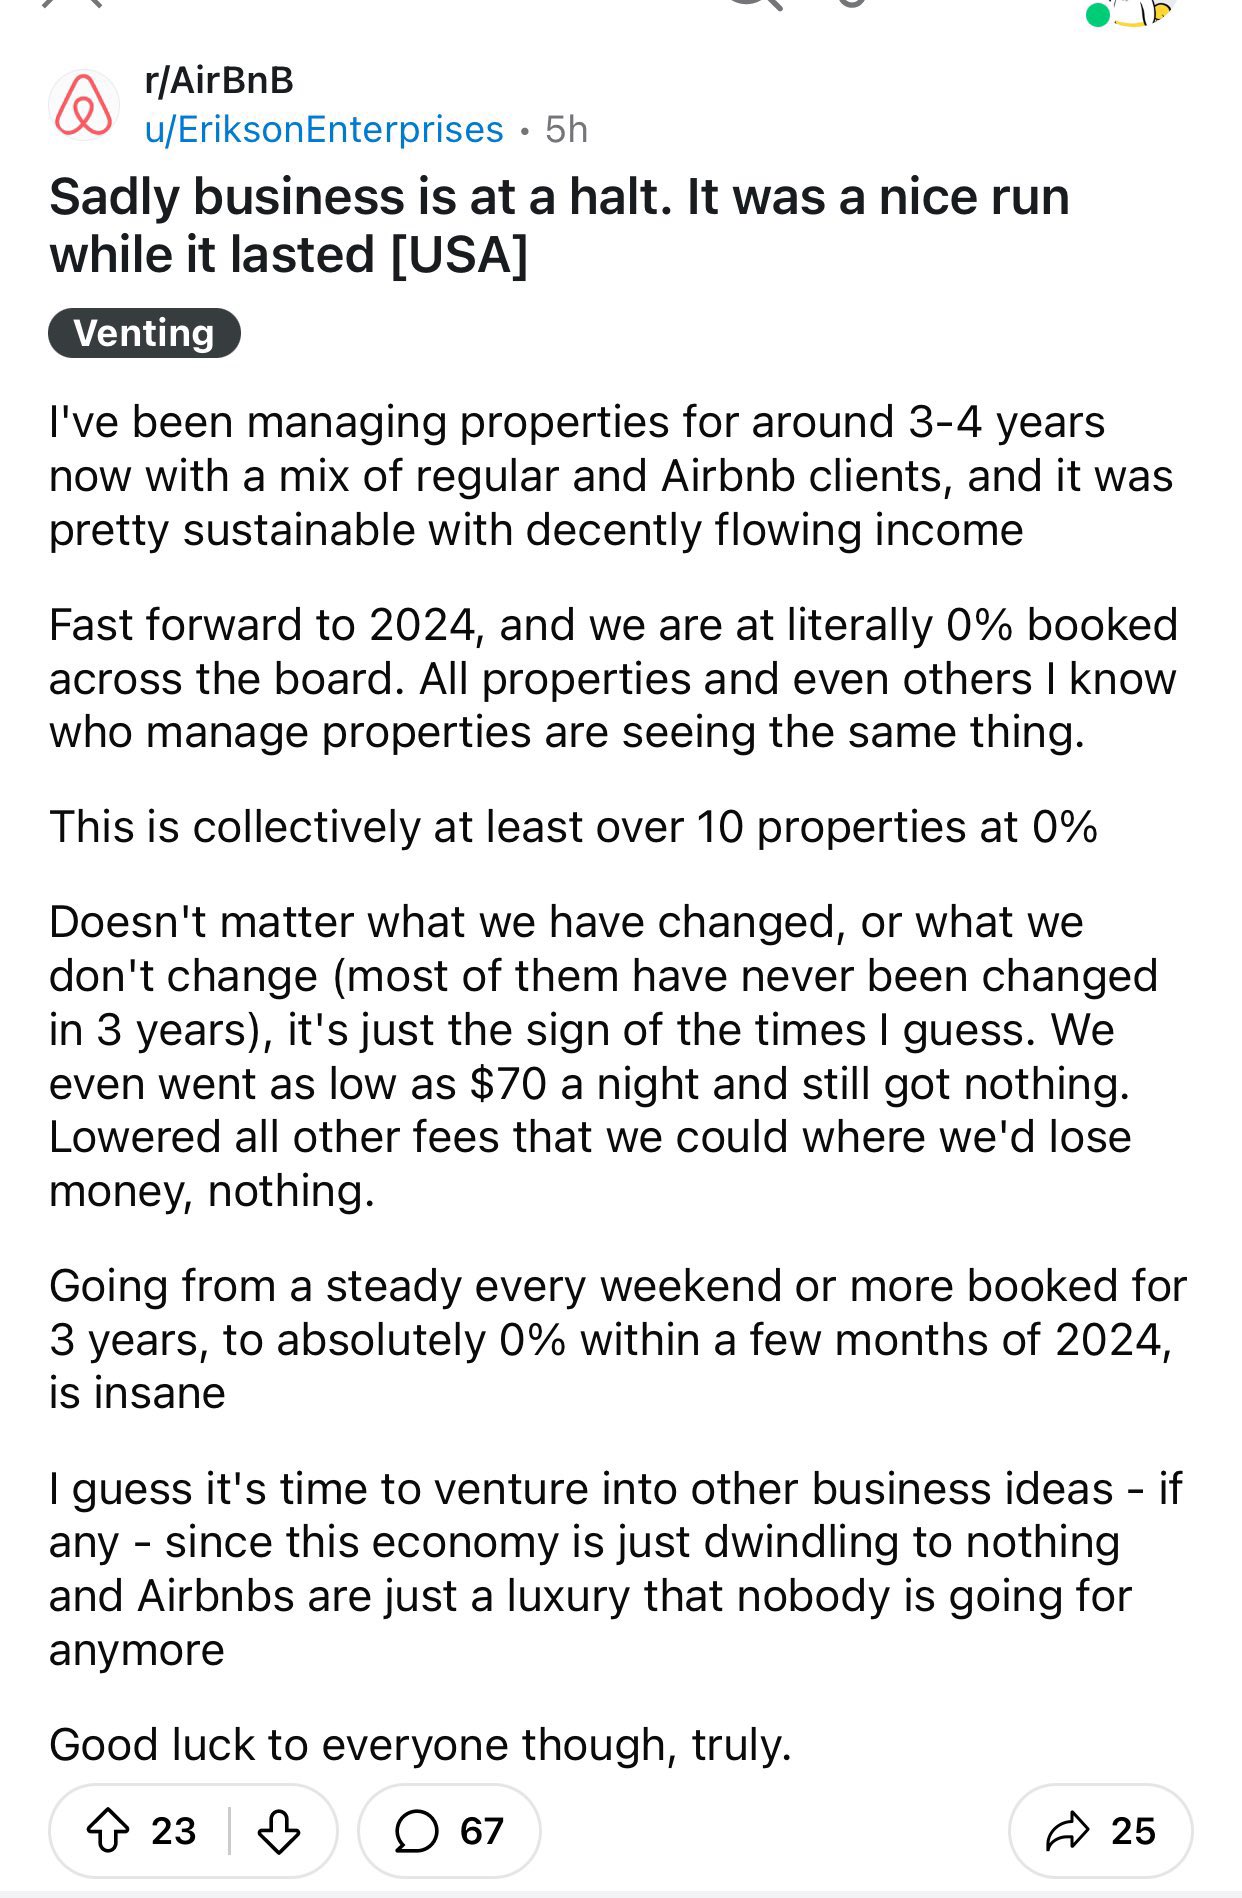 r/AirBnB
u/EriksonEnterprises • 5h
Sadly business is at a halt. It was a nice run
while it lasted [USA]
Venting
I've been managing properties for around 3-4 years
now with a mix of regular and Airbnb clients, and it was
pretty sustainable with decently flowing income
Fast forward to 2024, and we are at literally 0% booked
across the board. All properties and even others I know
who manage properties are seeing the same thing.
This is collectively at least over 10 properties at 0%
Doesn't matter what we have changed, or what we
don't change (most of them have never been changed
in 3 years), it's just the sign of the times I guess. We
even went as low as $70 a night and still got nothing.
Lowered all other fees that we could where we'd lose
money, nothing.
Going from a steady every weekend or more booked for
3 years, to absolutely 0% within a few months of 2024,
is insane
I guess it's time to venture into other business ideas - if
any - since this economy is just dwindling to nothing
and Airbnbs are just a luxury that nobody is going for
anymore
Good luck to everyone though, truly.
23 67 25